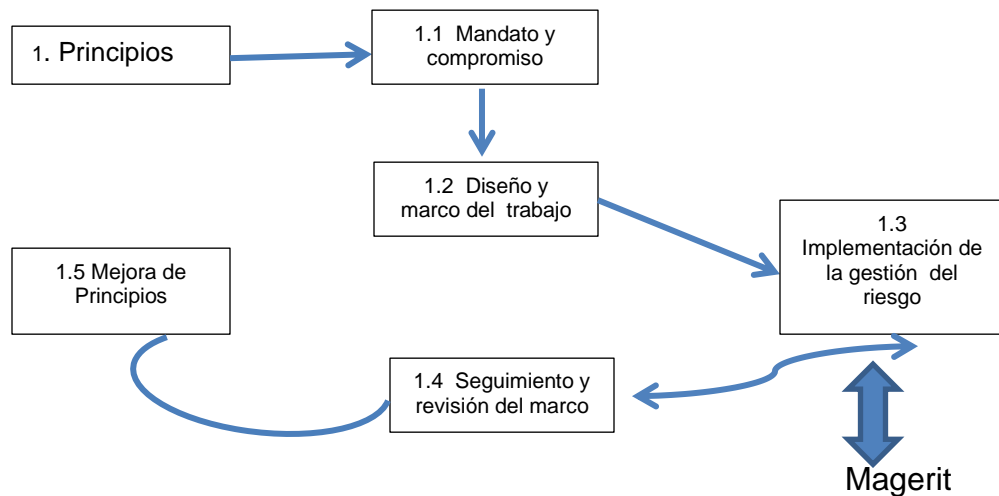 1. Principios
1.1 Mandato y
compromiso
1.2 Diseño y
marco del trabajo
1.3
Implementación de
la gestión del
riesgo
1.4 Seguimiento y
revisión del marco
1.5 Mejora de
Principios
Magerit